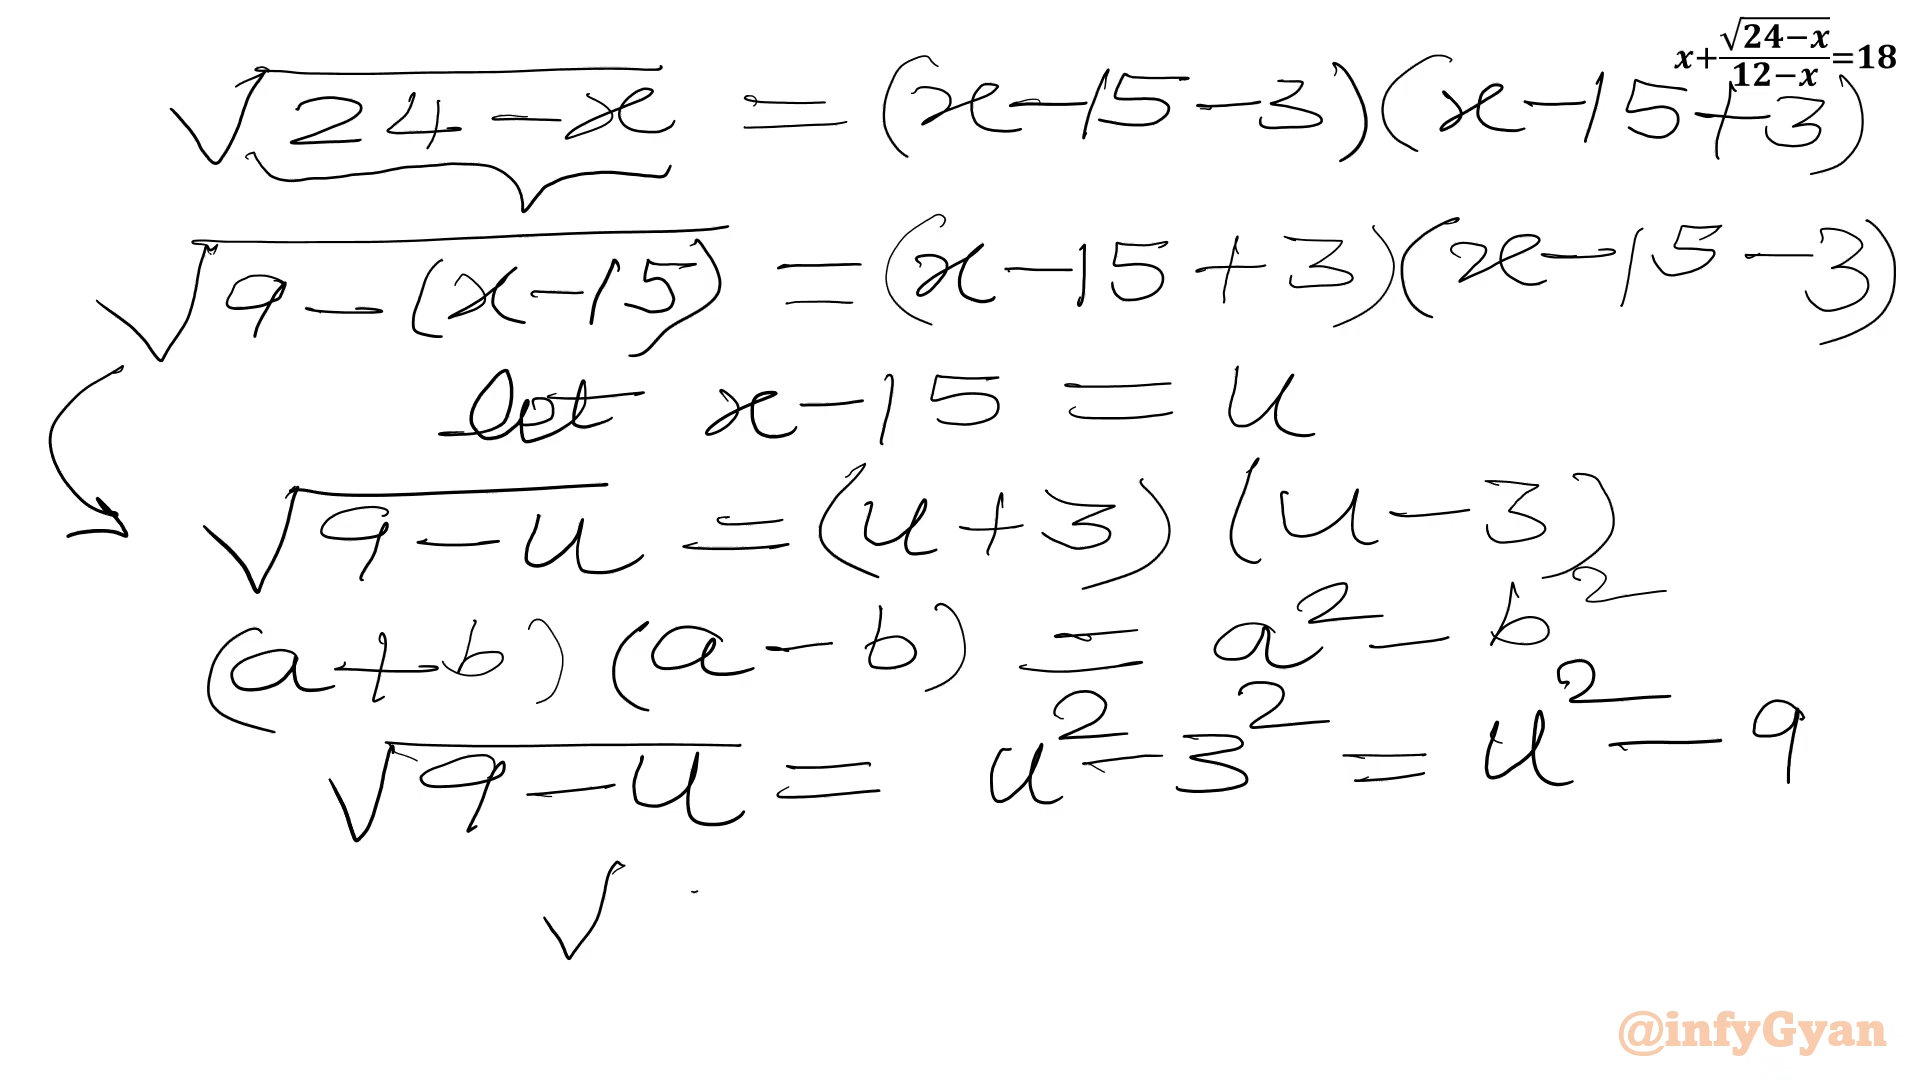 x+√(24−x)/(12−x)=18
√(24−x) = (x−15−3)(x−15+3)
√(9−(x−15)) = (x−15+3)(x−15−3)
let x−15 = u
√(9−u) = (u+3)(u−3)
(a+b)(a−b) = a²−b²
√(9−u) = u²−3² = u²−9
√
@infyGyan